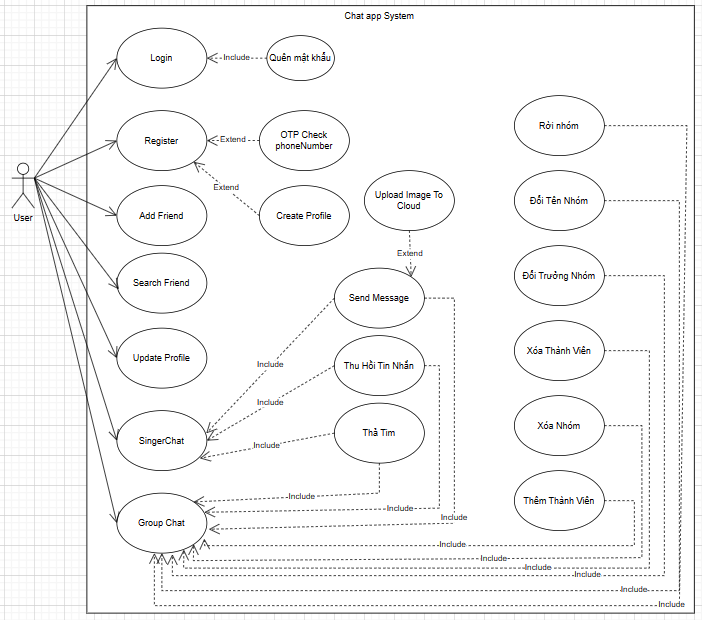 Chat app System
Login
Include
Quên mật khẩu
Register
Extend
OTP Check
phoneNumber
Extend
Create Profile
User
Add Friend
Upload Image To
Cloud
Extend
Search Friend
Send Message
Update Profile
Include
Thu Hồi Tin Nhắn
Include
SingerChat
Include
Thả Tim
Group Chat
Include
Include
Include
Rời nhóm
Đổi Tên Nhóm
Đổi Trưởng Nhóm
Xóa Thành Viên
Xóa Nhóm
Thêm Thành Viên
Include
Include
Include
Include
Include
Include